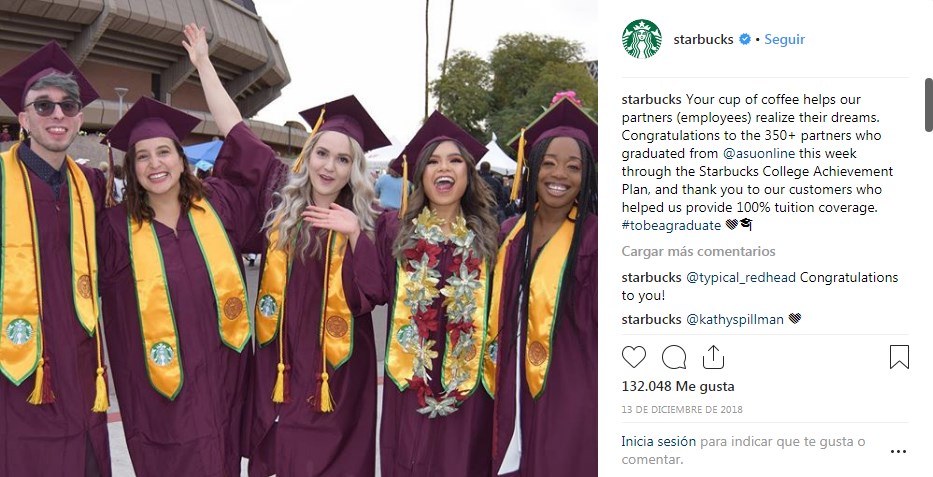 starbucks • Seguir
starbucks Your cup of coffee helps our
partners (employees) realize their dreams.
Congratulations to the 350+ partners who
graduated from @asuonline this week
through the Starbucks College Achievement
Plan, and thank you to our customers who
helped us provide 100% tuition coverage.
#tobeagraduate
Cargar más comentarios
starbucks @typical_redhead Congratulations
to you!
starbucks @kathyspillman
132.048 Me gusta
13 DE DICIEMBRE DE 2018
Inicia sesión para indicar que te gusta o
comentar.